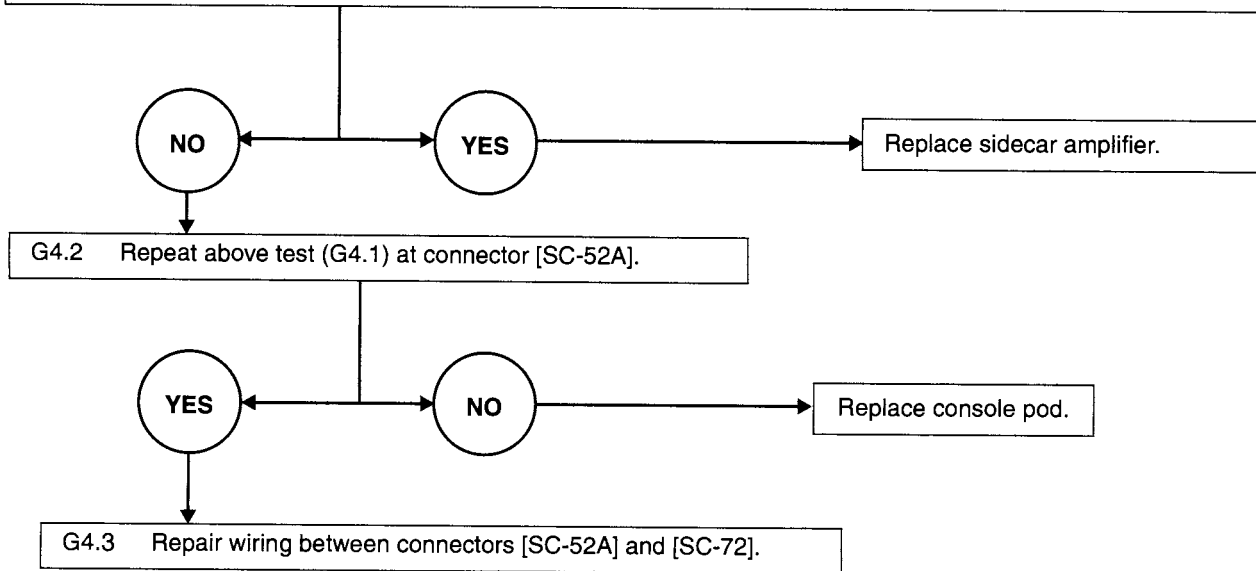 NO
YES
Replace sidecar amplifier.
G4.2 Repeat above test (G4.1) at connector [SC-52A].
YES
NO
Replace console pod.
G4.3 Repair wiring between connectors [SC-52A] and [SC-72].